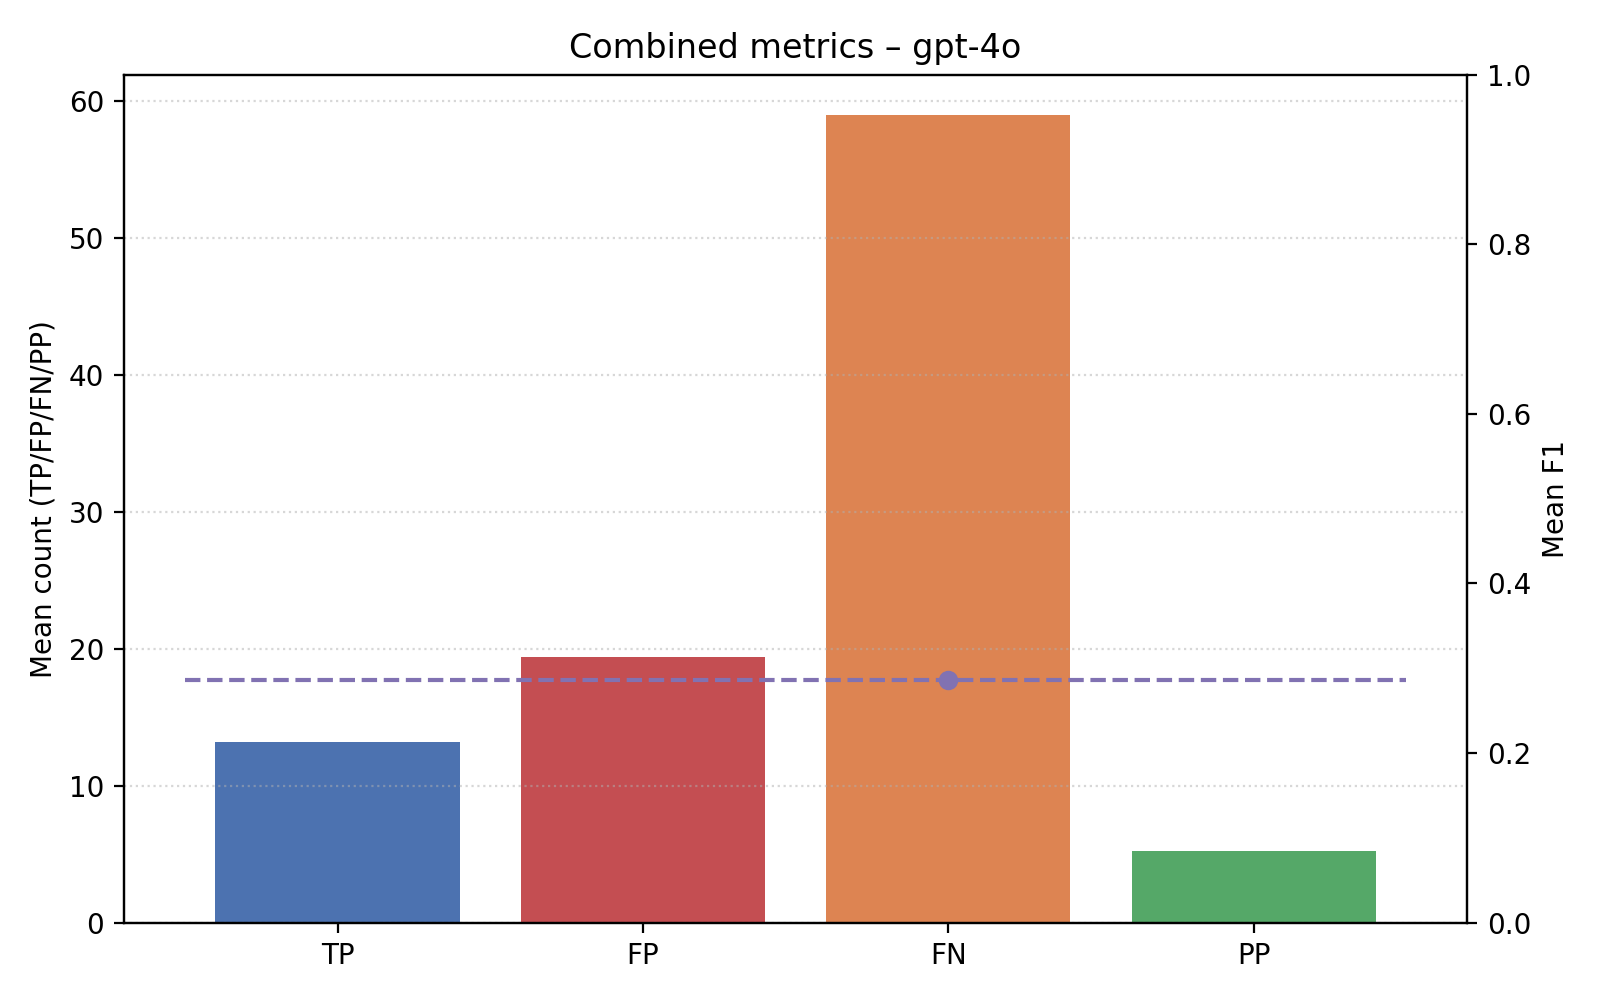 Combined metrics – gpt-4o
Mean count (TP/FP/FN/PP)
60
50
40
30
20
10
0
TP
FP
FN
PP
1.0
0.8
0.6
0.4
0.2
0.0
Mean F1